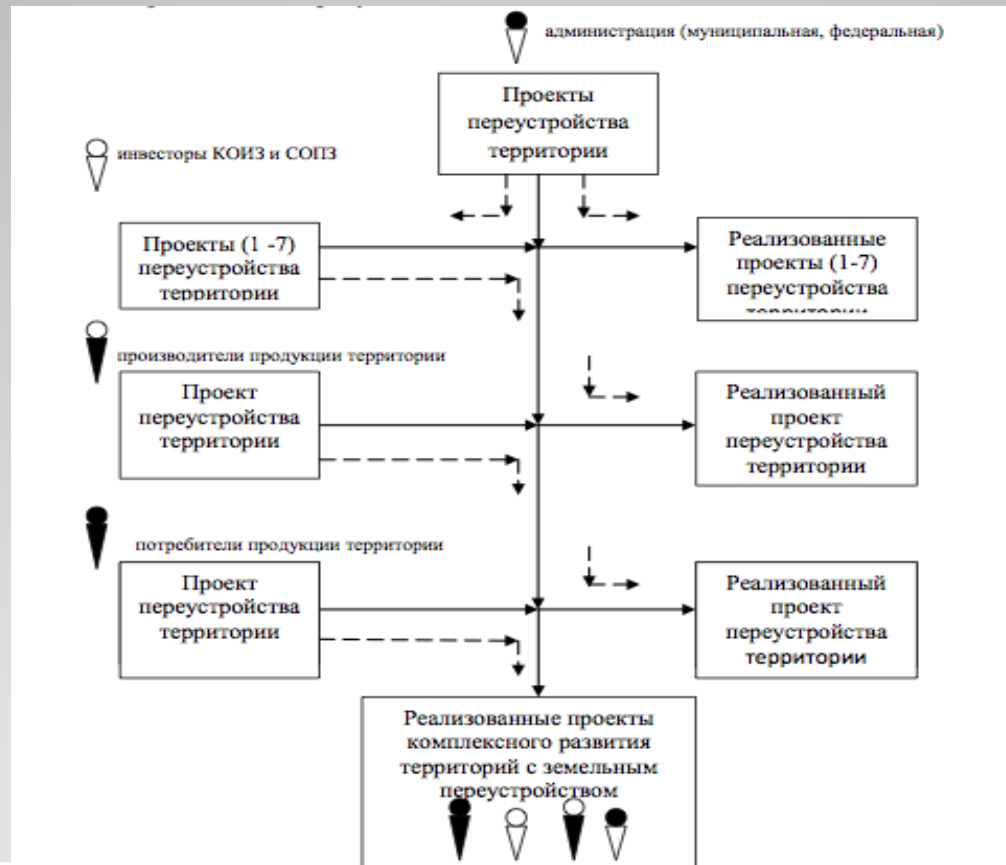 администрация (муниципальная, федеральная)
Проекты
переустройства
территории
инвесторы КОИЗ и СОПЗ
Проекты (1 -7)
переустройства
территории
Реализованные
проекты (1-7)
переустройства
территории
производители продукции территории
Проект
переустройства
территории
Реализованный
проект
переустройства
территории
потребители продукции территории
Проект
переустройства
территории
Реализованный
проект
переустройства
территории
Реализованные проекты
комплексного развития
территорий с земельным
переустройством